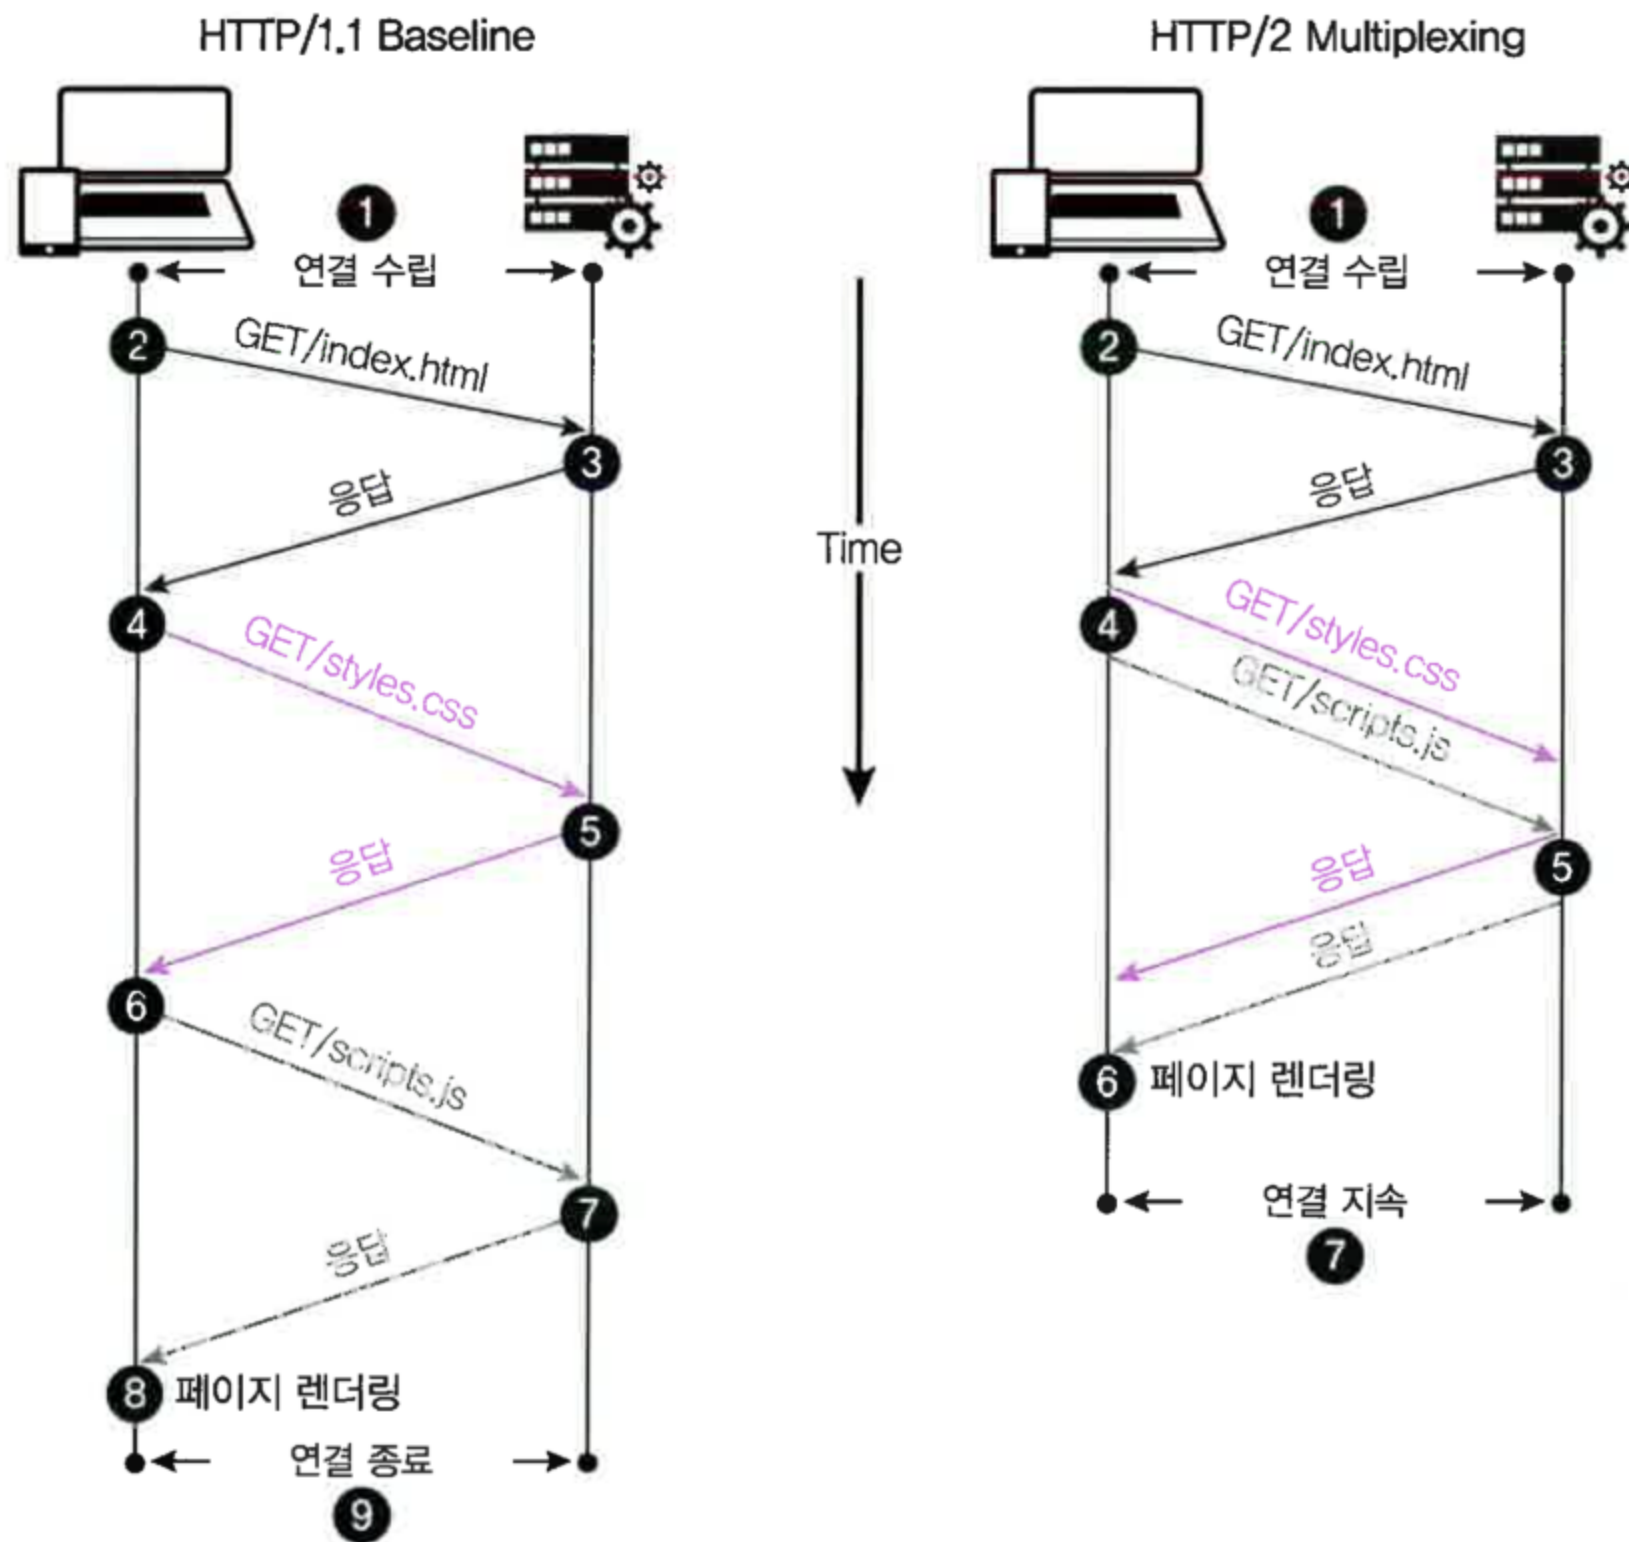 HTTP/1.1 Baseline
1
연결 수립
2
GET/index.html
3
응답
4
GET/styles.css
5
응답
6
GET/scripts.js
7
응답
8
페이지 렌더링
연결 종료
9
Time
HTTP/2 Multiplexing
1
연결 수립
2
GET/index.html
3
응답
4
GET/styles.css
GET/scripts.js
5
응답
응답
6
페이지 렌더링
연결 지속
7